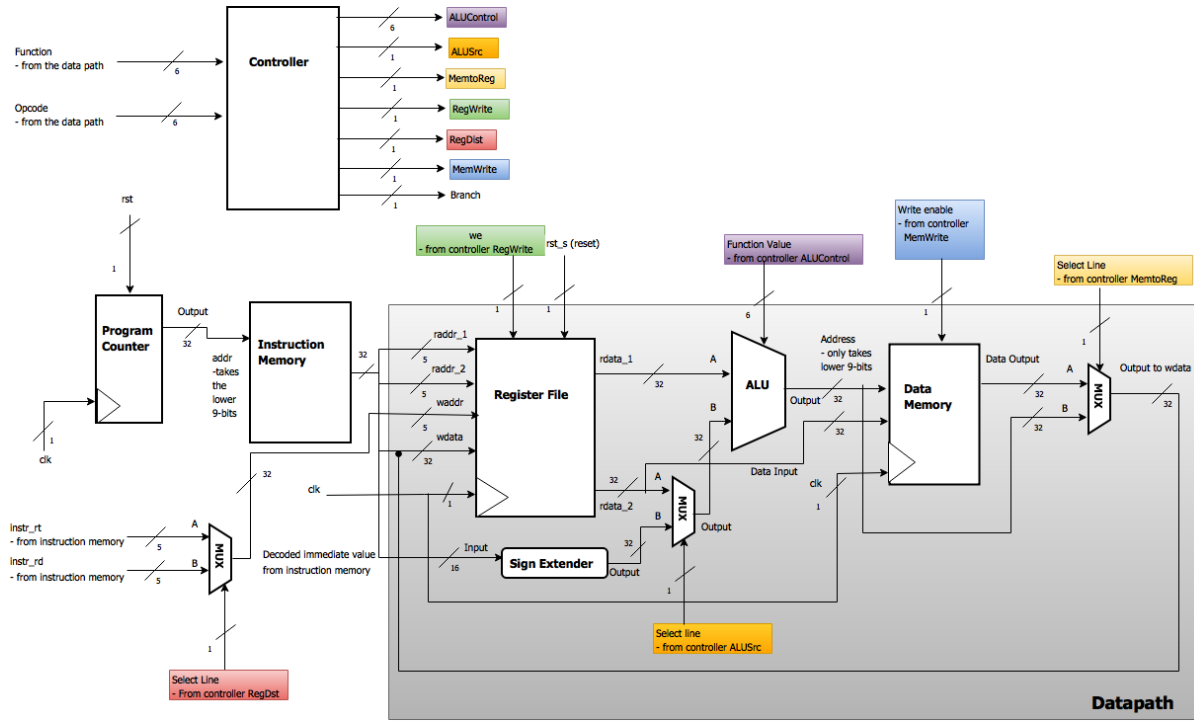 Function
- from the data path
6
Opcode
- from the data path
6
Controller
6
ALUControl
1
ALUSrc
1
MemtoReg
1
RegWrite
1
RegDist
1
MemWrite
1
Branch
rst
1
Program
Counter
clk
1
Output
32
addr
-takes
the
lower
9-bits
Instruction
Memory
32
we
- from controller RegWrite
1
rst_s (reset)
1
raddr_1
5
raddr_2
5
waddr
5
wdata
32
clk
1
Register File
rdata_1
32
32
rdata_2
Function Value
- from controller ALUControl
6
A
B
32
ALU
Output
32
Write enable
- from controller
MemWrite
1
Address
- only takes
lower 9-bits
Data Input
32
clk
1
Data
Memory
Data Output
32
32
Select Line
- from controller MemtoReg
1
A
B
MUX
Output to wdata
32
instr_rt
- from instruction memory
5
instr_rd
- from instruction memory
5
A
B
MUX
32
1
Select Line
- From controller RegDst
Decoded immediate value
from instruction memory
Input
16
Sign Extender
Output
32
A
B
MUX
Output
1
Select line
- from controller ALUSrc
Datapath